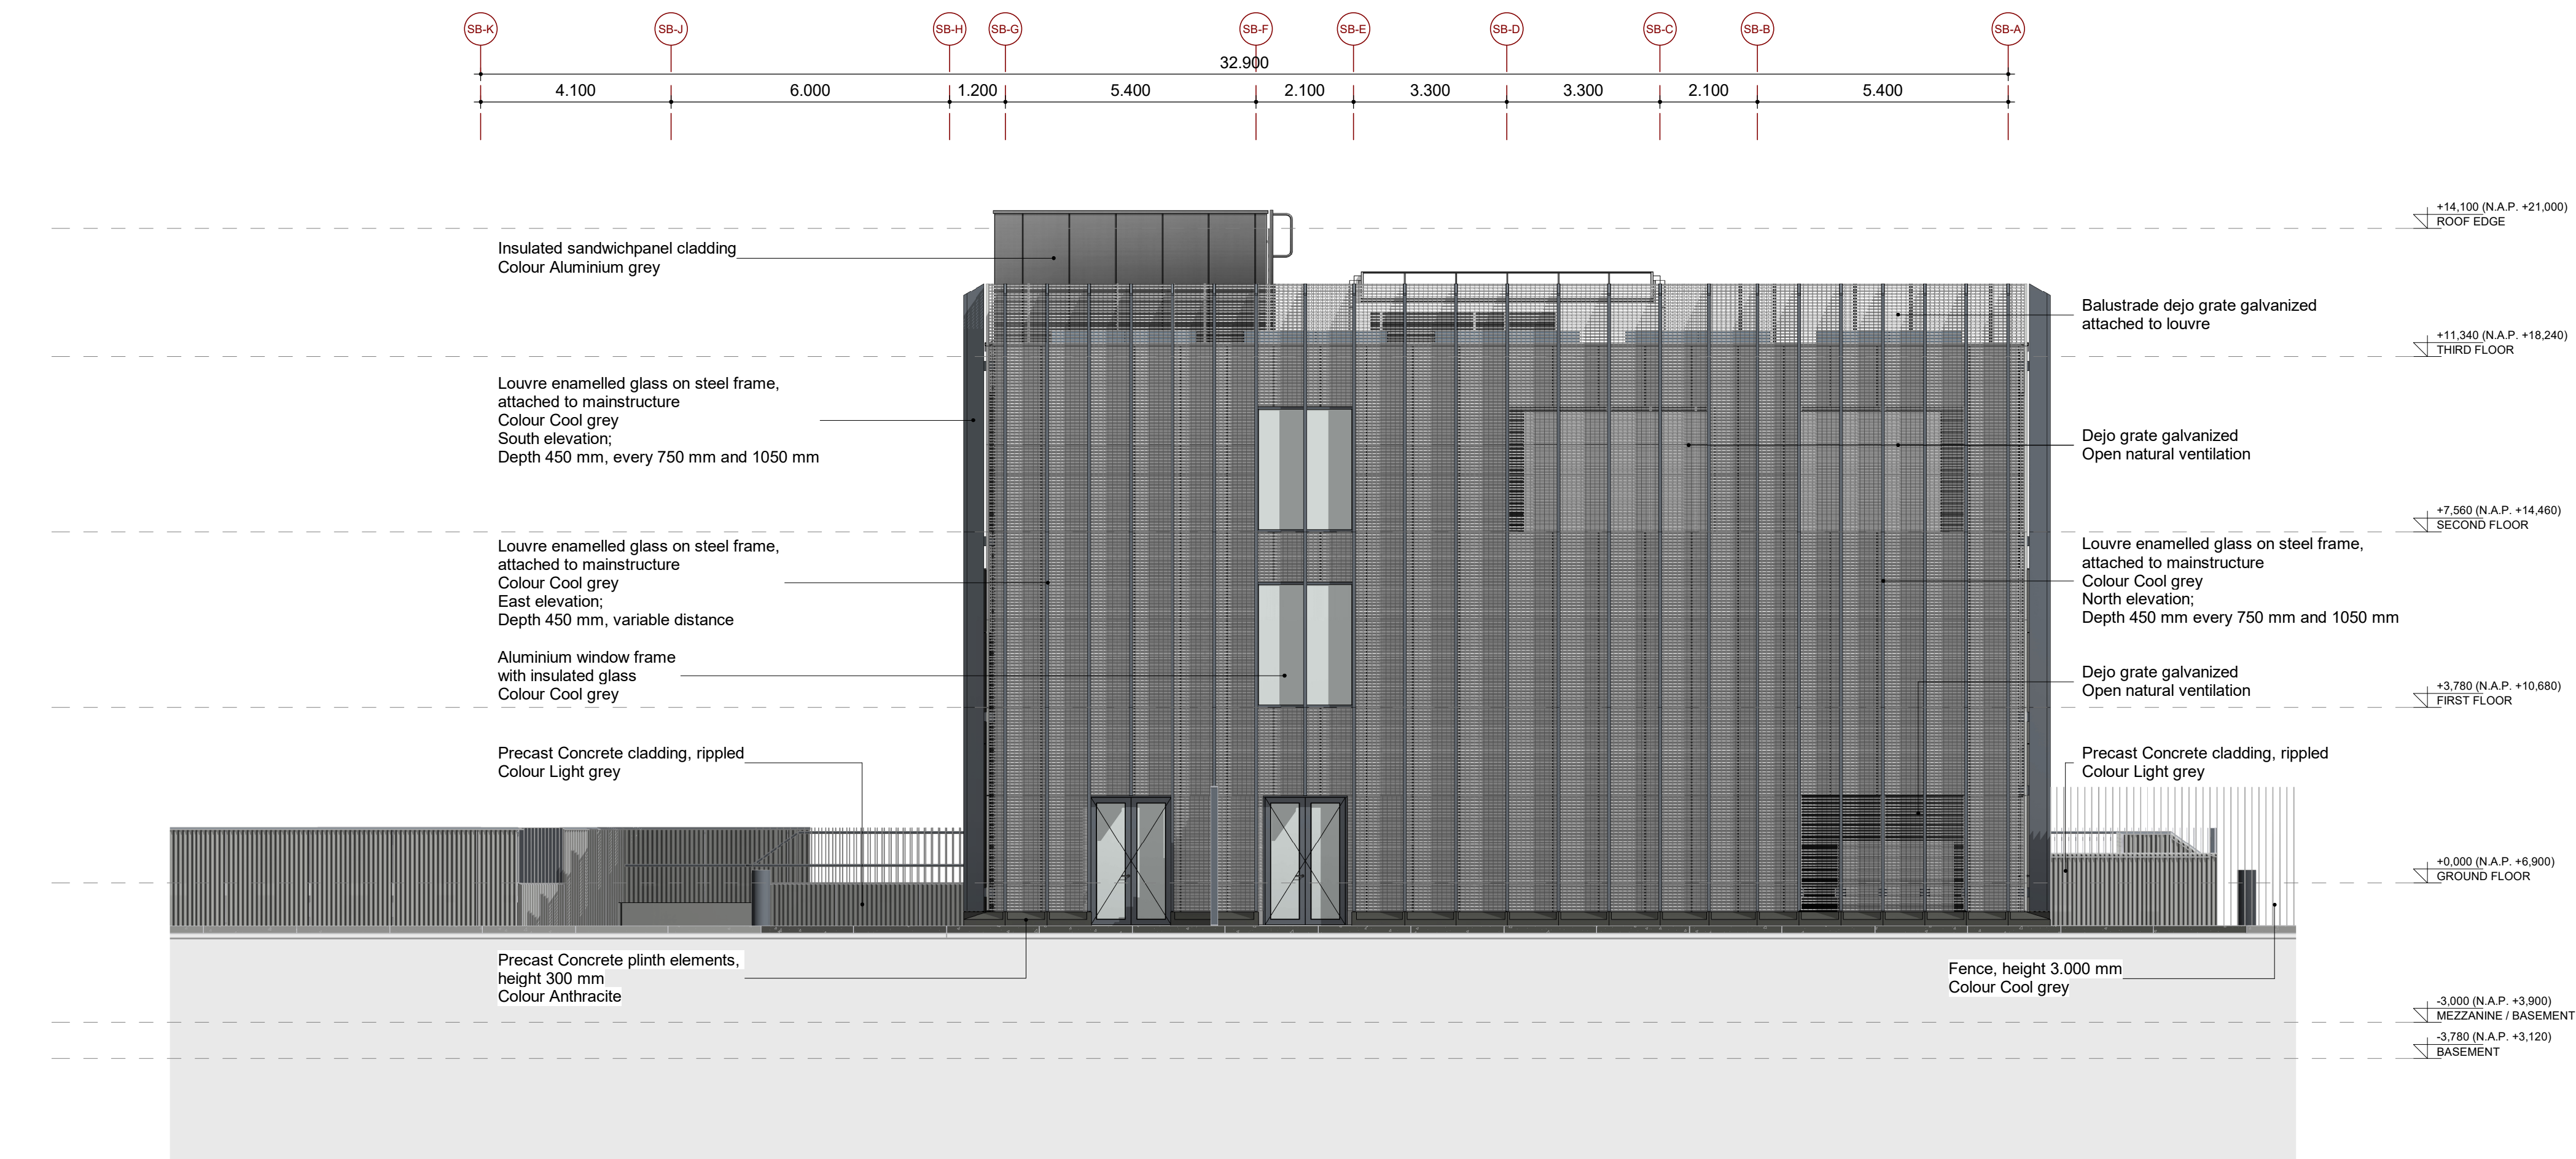 SB-K SB-J SB-H SB-G SB-F SB-E SB-D SB-C SB-B SB-A
32.900
4.100 6.000 1.200 5.400 2.100 3.300 3.300 2.100 5.400
+14,100 (N.A.P. +21,000)
ROOF EDGE
Insulated sandwichpanel cladding
Colour Aluminium grey
Balustrade dejo grate galvanized
attached to louvre
+11,340 (N.A.P. +18,240)
THIRD FLOOR
Louvre enamelled glass on steel frame,
attached to mainstructure
Colour Cool grey
South elevation;
Depth 450 mm, every 750 mm and 1050 mm
Dejo grate galvanized
Open natural ventilation
+7,560 (N.A.P. +14,460)
SECOND FLOOR
Louvre enamelled glass on steel frame,
attached to mainstructure
Colour Cool grey
East elevation;
Depth 450 mm, variable distance
Louvre enamelled glass on steel frame,
attached to mainstructure
Colour Cool grey
North elevation;
Depth 450 mm every 750 mm and 1050 mm
Aluminium window frame
with insulated glass
Colour Cool grey
Dejo grate galvanized
Open natural ventilation
+3,780 (N.A.P. +10,680)
FIRST FLOOR
Precast Concrete cladding, rippled
Colour Light grey
Precast Concrete cladding, rippled
Colour Light grey
+0,000 (N.A.P. +6,900)
GROUND FLOOR
Precast Concrete plinth elements,
height 300 mm
Colour Anthracite
Fence, height 3.000 mm
Colour Cool grey
-3,000 (N.A.P. +3,900)
MEZZANINE / BASEMENT
-3,780 (N.A.P. +3,120)
BASEMENT